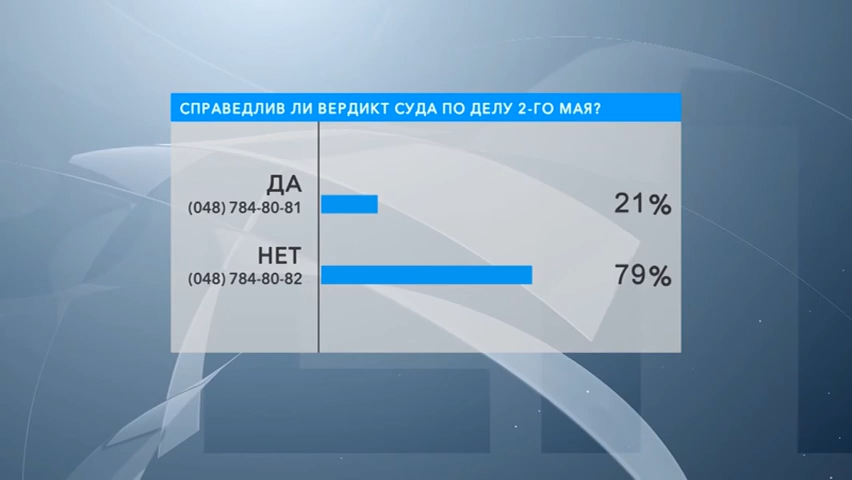 СПРАВЕДЛИВ ЛИ ВЕРДИКТ СУДА ПО ДЕЛУ 2-ГО МАЯ?
ДА
(048) 784-80-81
21%
НЕТ
(048) 784-80-82
79%